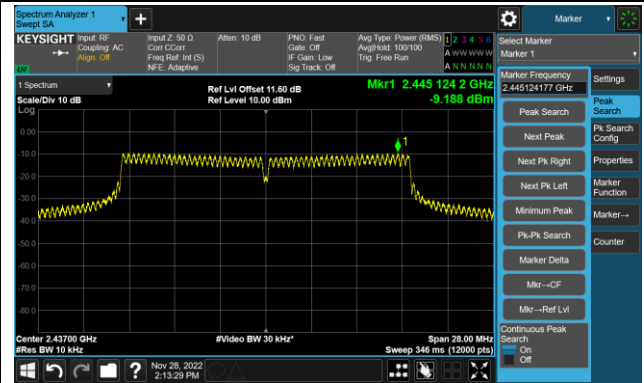 Spectrum Analyzer 1
Swept SA
Marker
KEYSIGHT
Input: RF
Coupling: AC
Align: Off
Input Z: 50 Ω
Corr CCorr
Freq Ref: Int (S)
NFE: Adaptive
Atten: 10 dB
PNO: Fast
Gate: Off
IF Gain: Low
Sig Track: Off
Avg Type: Power (RMS)
Avg|Hold: 100/100
Trig: Free Run
1 2 3 4 5 6
A W W W W W
A N N N N N
Select Marker
Marker 1
1 Spectrum
Scale/Div 10 dB
Log
Ref Lvl Offset 11.60 dB
Ref Level 10.00 dBm
Mkr1 2.445 124 2 GHz
-9.188 dBm
0.00
-10.0
-20.0
-30.0
-40.0
-50.0
-60.0
-70.0
-80.0
1
Center 2.43700 GHz
#Res BW 10 kHz
#Video BW 30 kHz*
Span 28.00 MHz
Sweep 346 ms (12000 pts)
Marker Frequency
2.445124177 GHz
Peak Search
Next Peak
Next Pk Right
Next Pk Left
Minimum Peak
Pk-Pk Search
Marker Delta
Mkr→CF
Mkr→Ref Lvl
Continuous Peak
Search
On
Off
Settings
Peak
Search
Pk Search
Config
Properties
Marker
Function
Marker→
Counter
Nov 28, 2022
2:13:29 PM